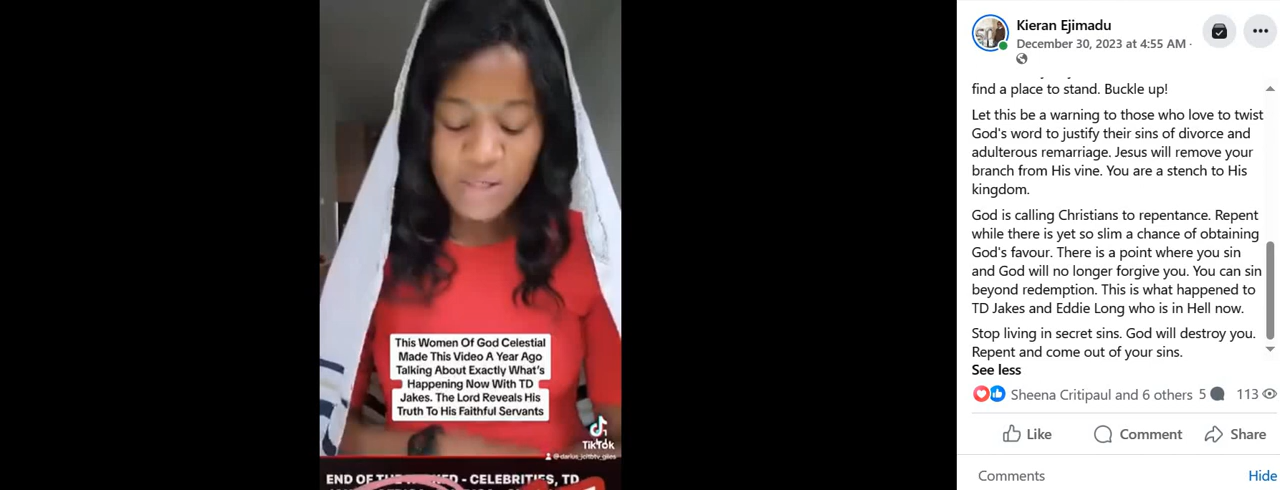 Kieran Ejimadu
December 30, 2023 at 4:55 AM ·
find a place to stand. Buckle up!
Let this be a warning to those who love to twist
God's word to justify their sins of divorce and
adulterous remarriage. Jesus will remove your
branch from His vine. You are a stench to His
kingdom.
God is calling Christians to repentance. Repent
while there is yet so slim a chance of obtaining
God's favour. There is a point where you sin
and God will no longer forgive you. You can sin
beyond redemption. This is what happened to
TD Jakes and Eddie Long who is in Hell now.
Stop living in secret sins. God will destroy you.
Repent and come out of your sins.
See less
Sheena Critipaul and 6 others 5 113
Like Comment Share
Comments Hide
This Women Of God Celestial
Made This Video A Year Ago
Talking About Exactly What's
Happening Now With TD
Jakes. The Lord Reveals His
Truth To His Faithful Servants
TikTok
END OF THE WICKED - CELEBRITIES, TD